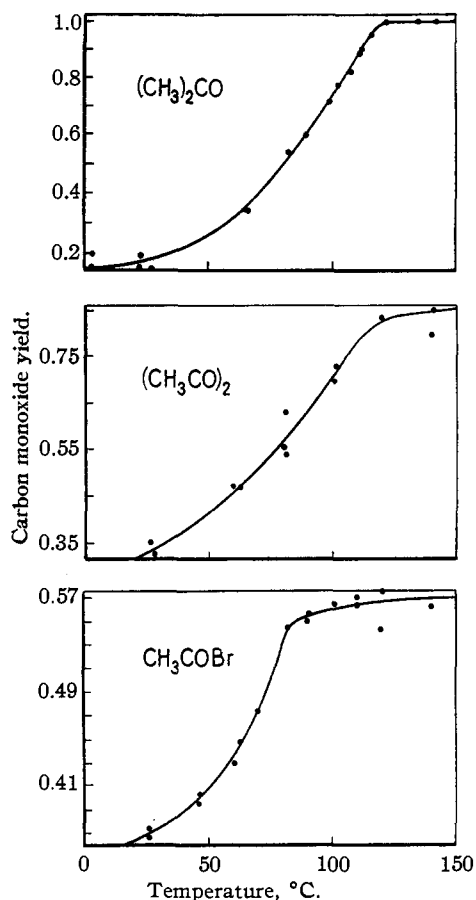 1.0
0.8
0.6
0.4
0.2
(CH3)2CO
0.75
0.55
0.35
(CH3CO)2
Carbon monoxide yield.
0.57
0.49
0.41
CH3COBr
0 50 100 150
Temperature, °C.